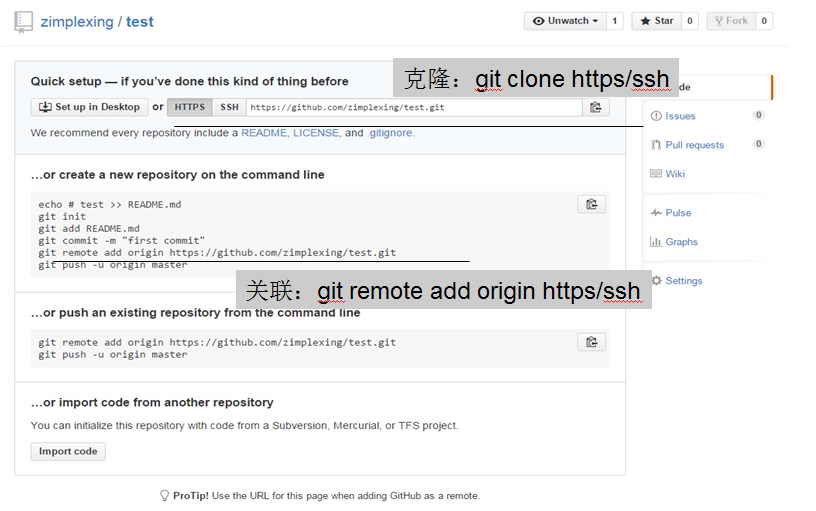 zimplexing / test
Unwatch 1 Star 0 Fork 0
Quick setup — if you've done this kind of thing before
克隆：git clone https/ssh
de
Set up in Desktop or HTTPS SSH https://github.com/zimplexing/test.git
We recommend every repository include a README, LICENSE, and .gitignore.
Issues 0
Pull requests 0
Wiki
Pulse
Graphs
Settings
…or create a new repository on the command line
echo # test >> README.md
git init
git add README.md
git commit -m "first commit"
git remote add origin https://github.com/zimplexing/test.git
git push -u origin master
关联：git remote add origin https/ssh
…or push an existing repository from the command line
git remote add origin https://github.com/zimplexing/test.git
git push -u origin master
…or import code from another repository
You can initialize this repository with code from a Subversion, Mercurial, or TFS project.
Import code
ProTip! Use the URL for this page when adding GitHub as a remote.